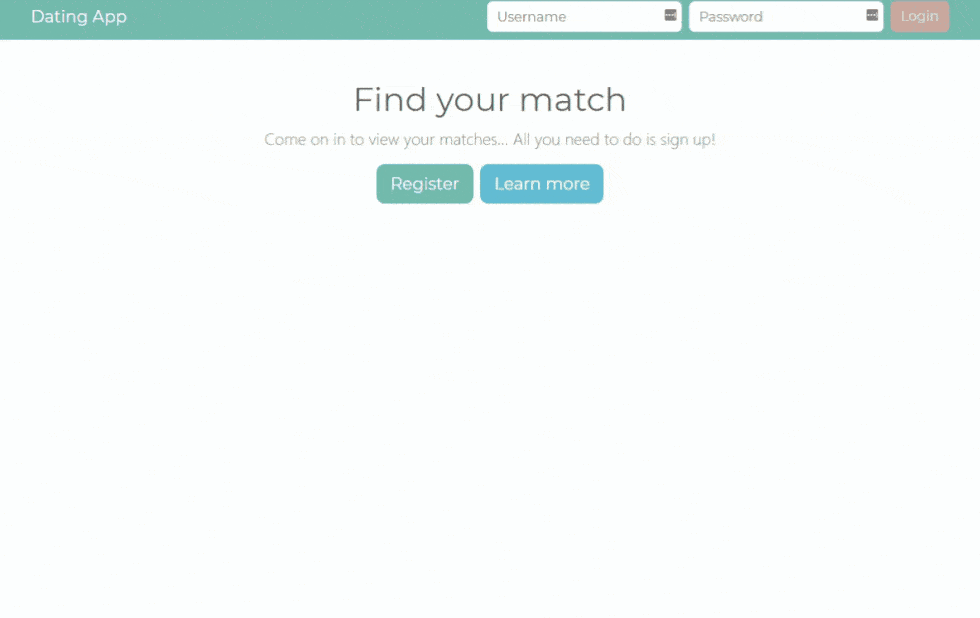 Dating App
Username
Password
Login
Find your match
Come on in to view your matches... All you need to do is sign up!
Register
Learn more